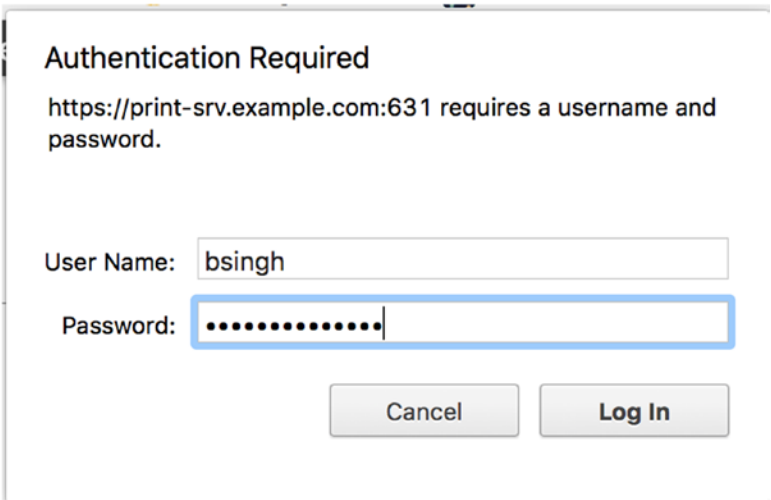 Authentication Required
https://print-srv.example.com:631 requires a username and
password.
User Name: bsingh
Password: ••••••••••••••
Cancel Log In